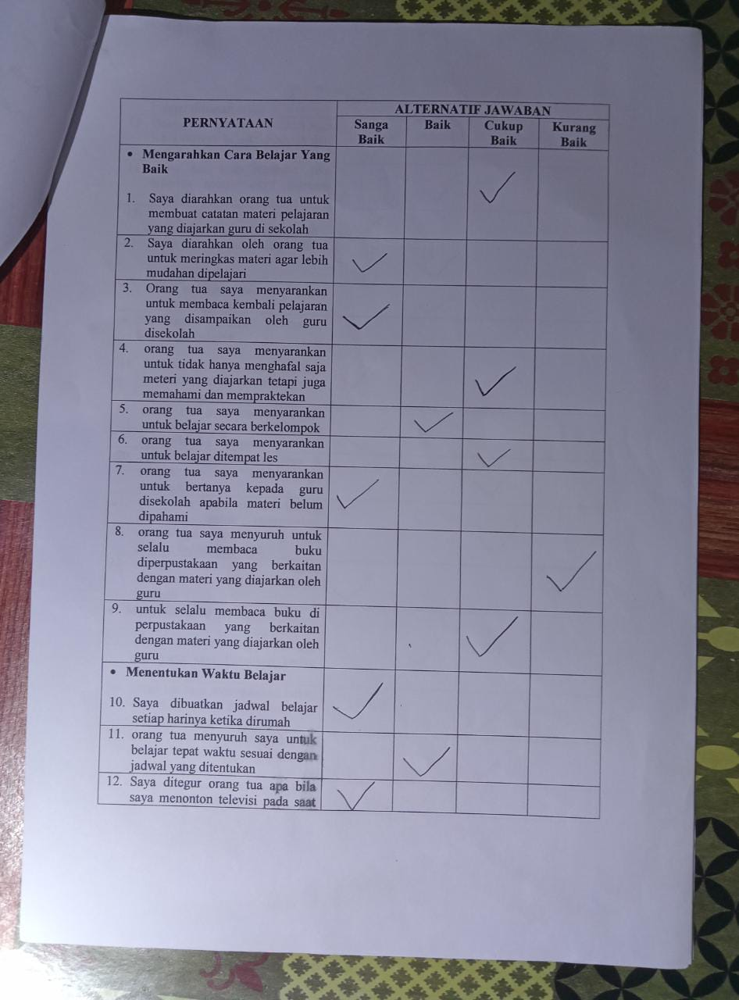 PERNYATAAN
ALTERNATIF JAWABAN
Sanga Baik
Baik
Cukup Baik
Kurang Baik
• Mengarahkan Cara Belajar Yang
Baik
1. Saya diarahkan orang tua untuk
membuat catatan materi pelajaran
yang diajarkan guru di sekolah
2. Saya diarahkan oleh orang tua
untuk meringkas materi agar lebih
mudahan dipelajari
3. Orang tua saya menyarankan
untuk membaca kembali pelajaran
yang disampaikan oleh guru
disekolah
4. orang tua saya menyarankan
untuk tidak hanya menghafal saja
meteri yang diajarkan tetapi juga
memahami dan mempraktekan
5. orang tua saya menyarankan
untuk belajar secara berkelompok
6. orang tua saya menyarankan
untuk belajar ditempat les
7. orang tua saya menyarankan
untuk bertanya kepada guru
disekolah apabila materi belum
dipahami
8. orang tua saya menyuruh untuk
selalu membaca buku
diperpustakaan yang berkaitan
dengan materi yang diajarkan oleh
guru
9. untuk selalu membaca buku di
perpustakaan yang berkaitan
dengan materi yang diajarkan oleh
guru
• Menentukan Waktu Belajar
10. Saya dibuatkan jadwal belajar
setiap harinya ketika dirumah
11. orang tua menyuruh saya untuk
belajar tepat waktu sesuai dengan
jadwal yang ditentukan
12. Saya ditegur orang tua apa bila
saya menonton televisi pada saat